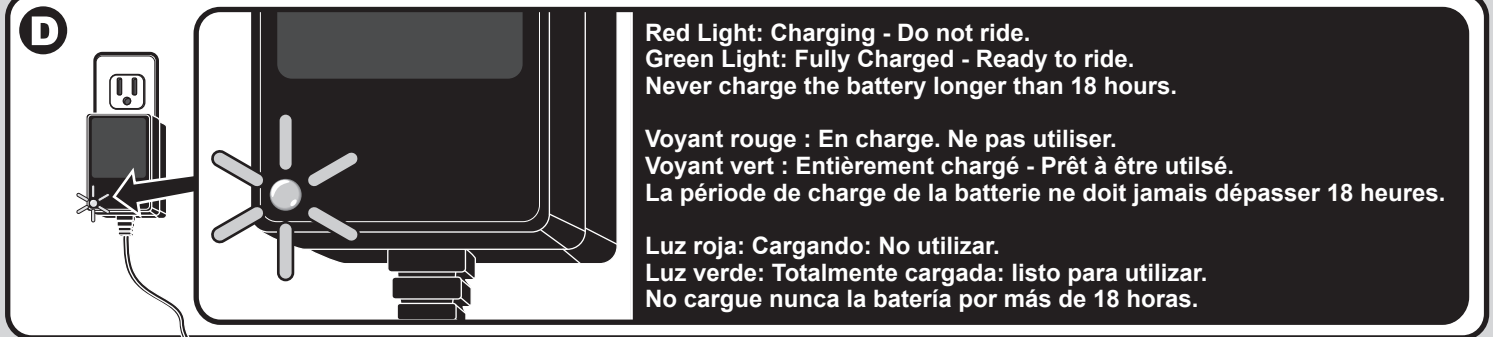 D
Red Light: Charging - Do not ride.
Green Light: Fully Charged - Ready to ride.
Never charge the battery longer than 18 hours.
Voyant rouge : En charge. Ne pas utiliser.
Voyant vert : Entièrement chargé - Prêt à être utilsé.
La période de charge de la batterie ne doit jamais dépasser 18 heures.
Luz roja: Cargando: No utilizar.
Luz verde: Totalmente cargada: listo para utilizar.
No cargue nunca la batería por más de 18 horas.